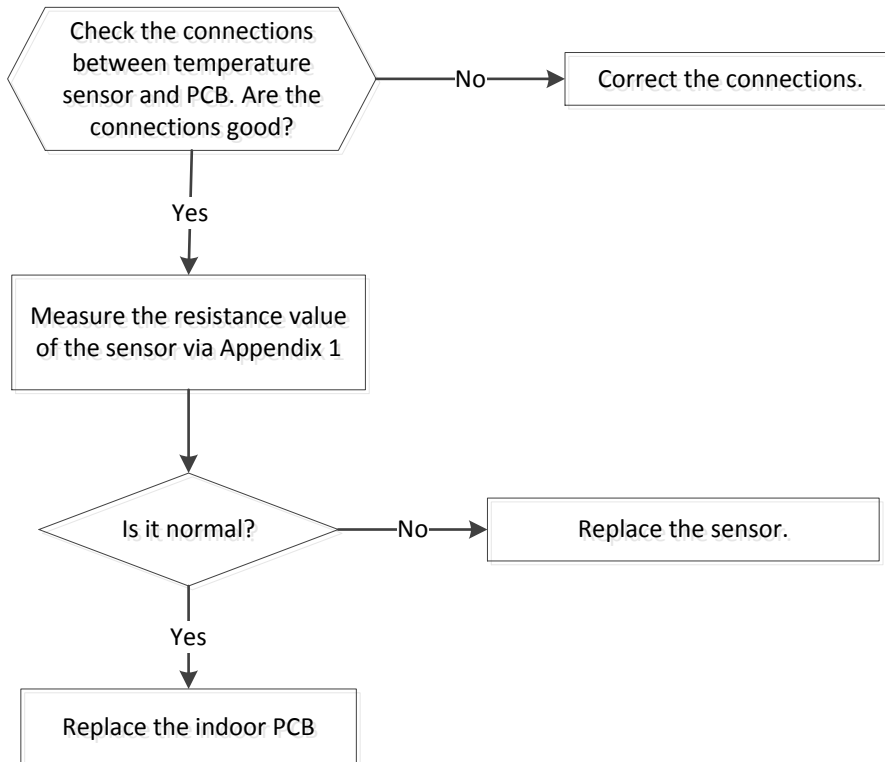 Check the connections
between temperature
sensor and PCB. Are the
connections good?
No
Correct the connections.
Yes
Measure the resistance value
of the sensor via Appendix 1
Is it normal?
No
Replace the sensor.
Yes
Replace the indoor PCB